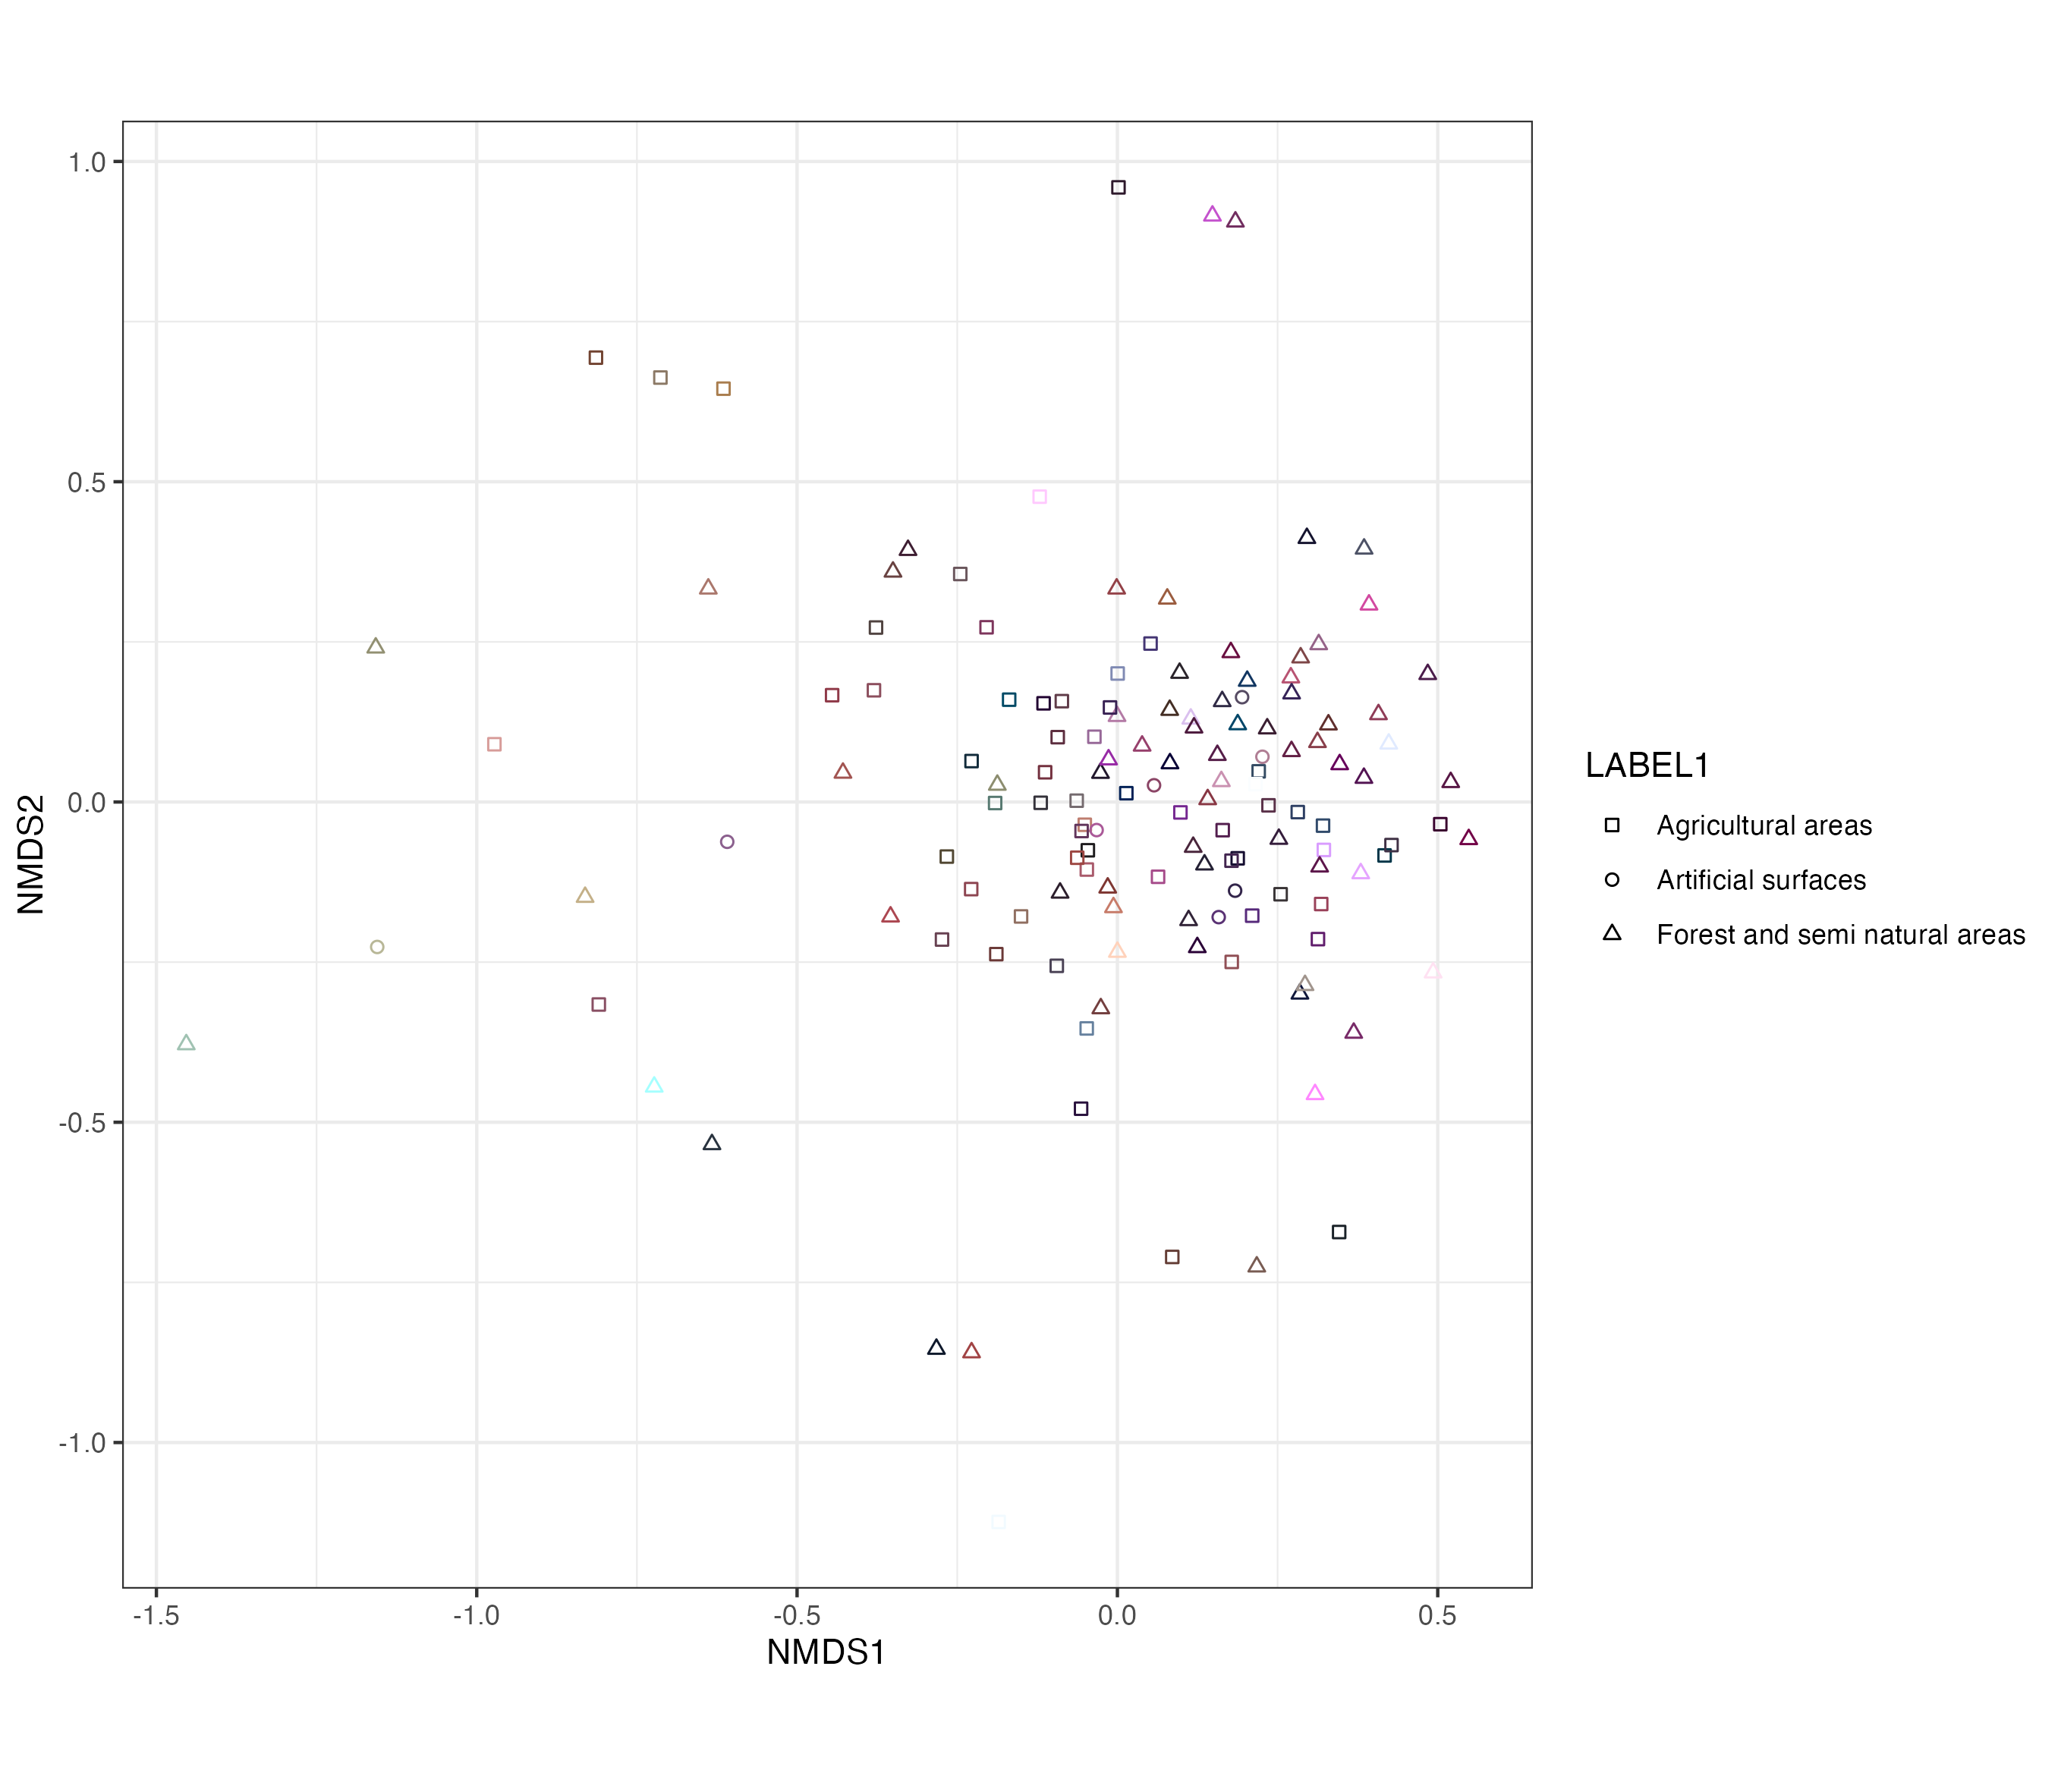 1.0
0.5
0.0
-0.5
-1.0
NMDS2
-1.5 -1.0 -0.5 0.0 0.5
NMDS1
LABEL1
Agricultural areas
Artificial surfaces
Forest and semi natural areas